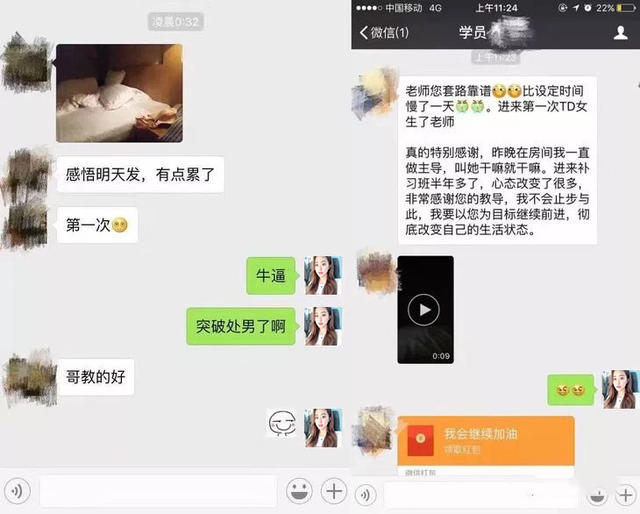 凌晨0:32
感悟明天发，有点累了
第一次
牛逼
突破处男了啊
哥教的好
中国移动 4G
上午11:24
22%
微信(1)
学员
上午11:23
老师您套路靠谱 比设定时间
慢了一天 。进来第一次TD女
生了老师
真的特别感谢，昨晚在房间我一直
做主导，叫她干嘛就干嘛。进来补
习班半年多了，心态改变了很多，
非常感谢您的教导，我不会止步与
此，我要以您为目标继续前进，彻
底改变自己的生活状态。
0:09
我会继续加油
领取红包
微信红包